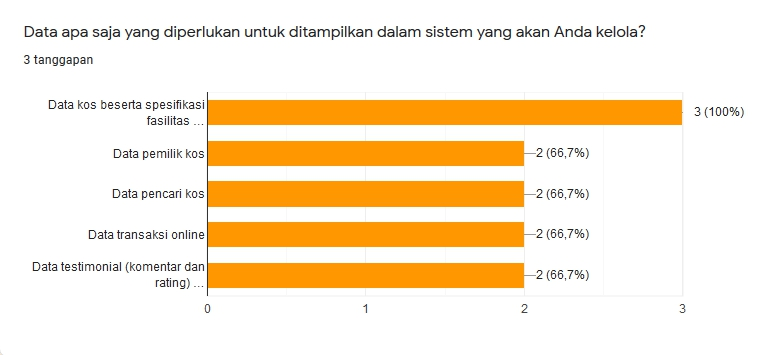 Data apa saja yang diperlukan untuk ditampilkan dalam sistem yang akan Anda kelola?
3 tanggapan
Data kos beserta spesifikasi
fasilitas ...
3 (100%)
Data pemilik kos
2 (66,7%)
Data pencari kos
2 (66,7%)
Data transaksi online
2 (66,7%)
Data testimonial (komentar dan
rating) ...
2 (66,7%)
0
1
2
3